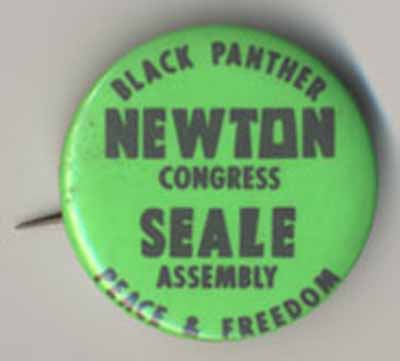 BLACK PANTHER
NEWTON
CONGRESS
SEALE
ASSEMBLY
PEACE & FREEDOM